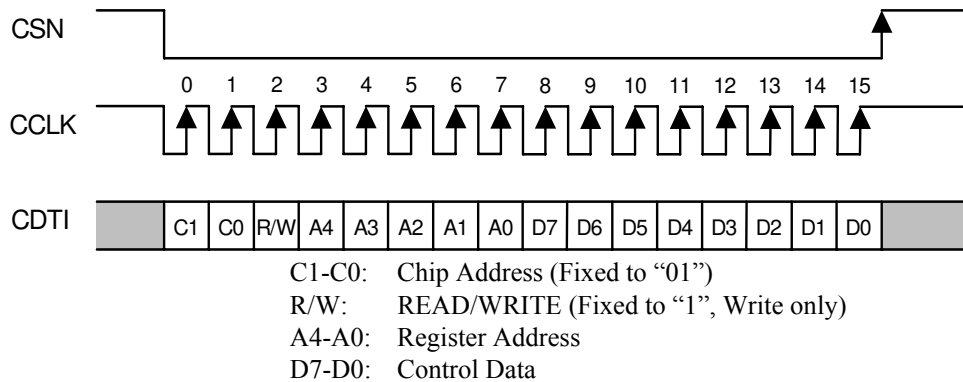 CSN
0 1 2 3 4 5 6 7 8 9 10 11 12 13 14 15
CCLK
CDTI C1 C0 R/W A4 A3 A2 A1 A0 D7 D6 D5 D4 D3 D2 D1 D0
C1-C0: Chip Address (Fixed to “01”)
R/W: READ/WRITE (Fixed to “1”, Write only)
A4-A0: Register Address
D7-D0: Control Data